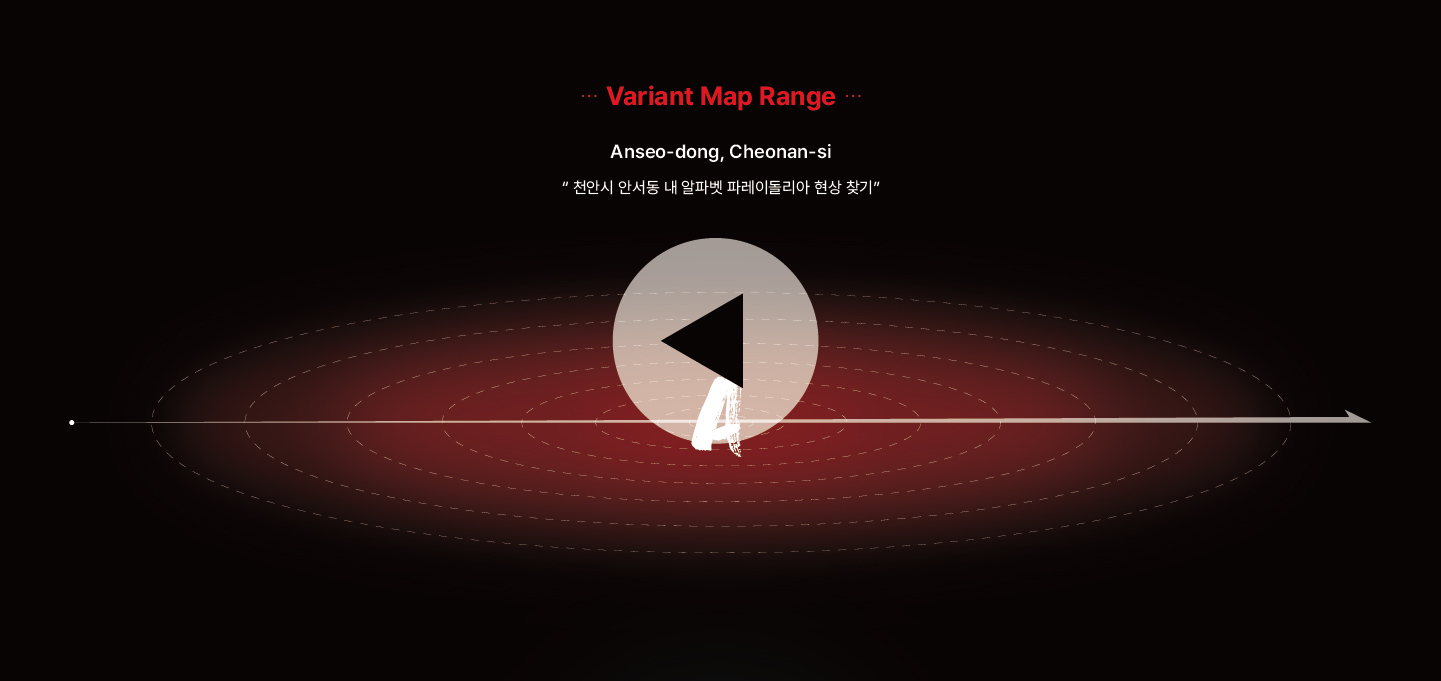 ··· Variant Map Range ···
Anseo-dong, Cheonan-si
“ 천안시 안서동 내 알파벳 파레이돌리아 현상 찾기”
A